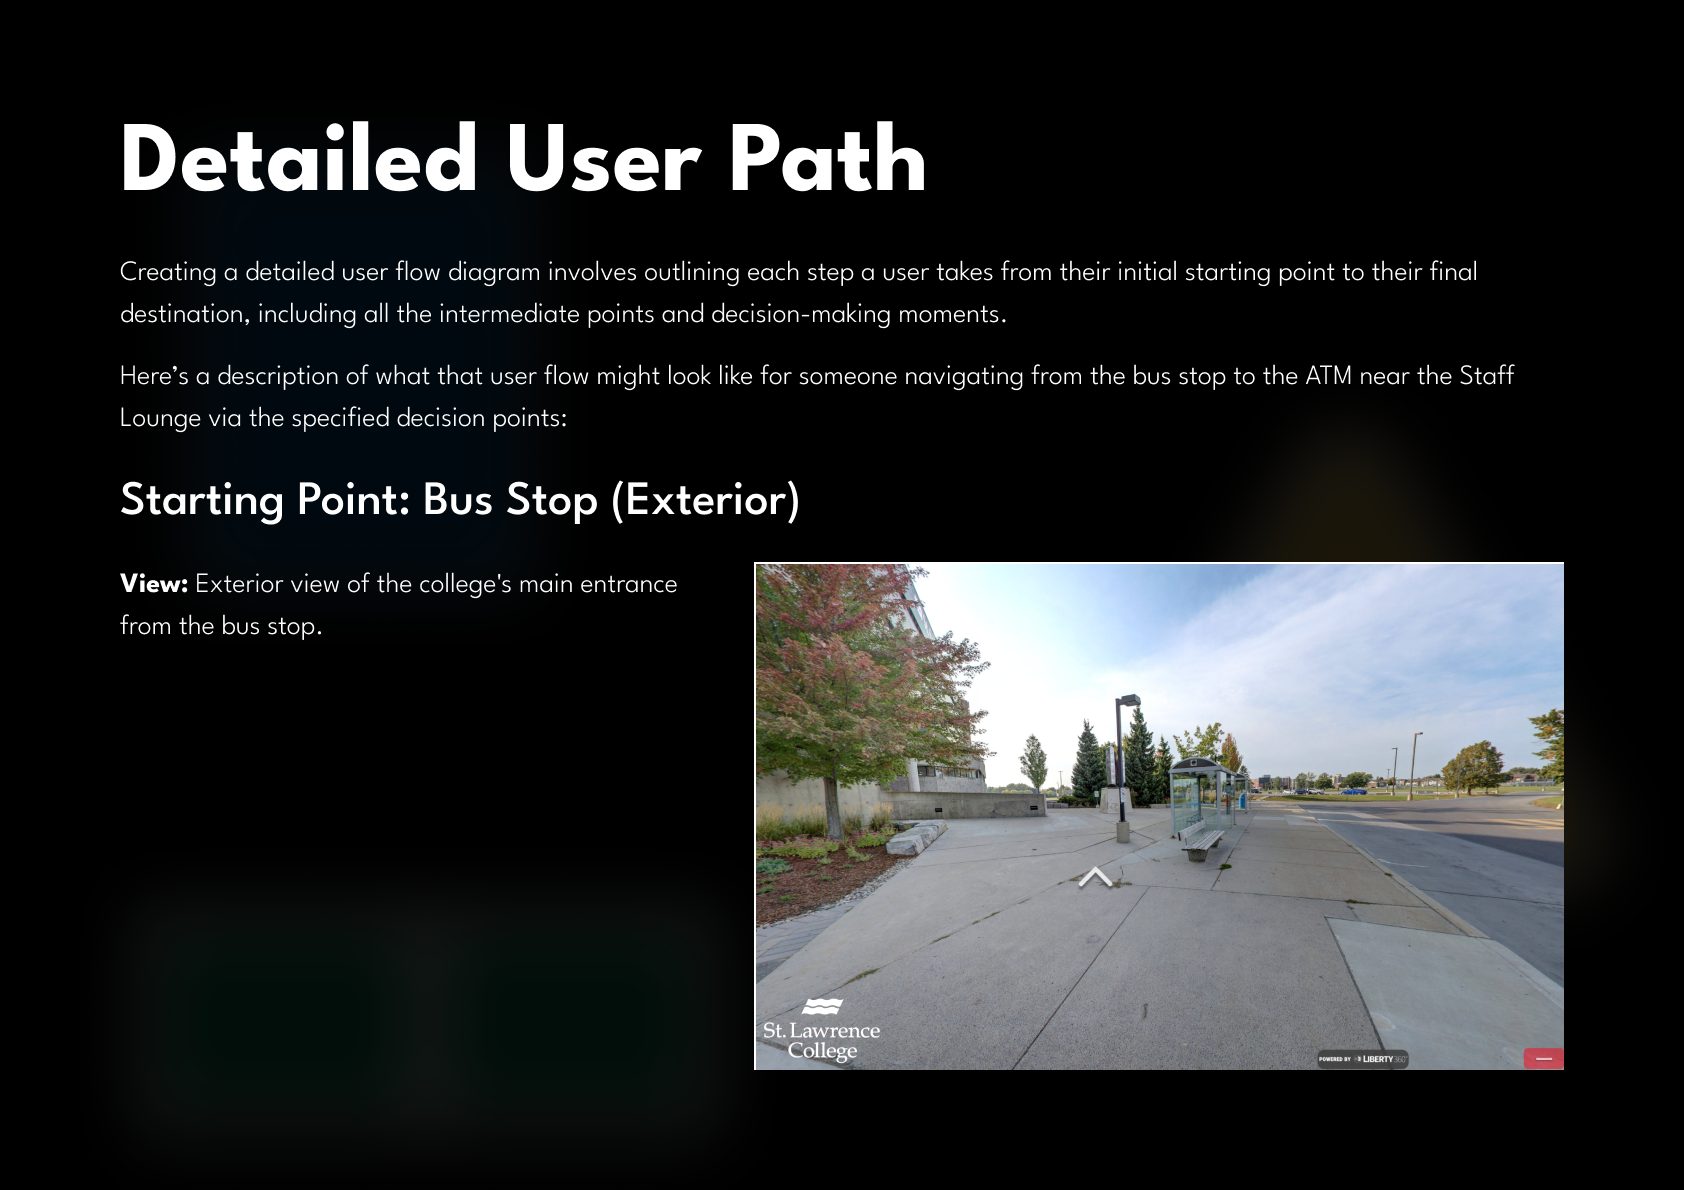 Detailed User Path
Creating a detailed user flow diagram involves outlining each step a user takes from their initial starting point to their final
destination, including all the intermediate points and decision-making moments.
Here’s a description of what that user flow might look like for someone navigating from the bus stop to the ATM near the Staff
Lounge via the specified decision points:
Starting Point: Bus Stop (Exterior)
View: Exterior view of the college's main entrance
from the bus stop.
St. Lawrence
College
POWERED BY LIBERTY360°